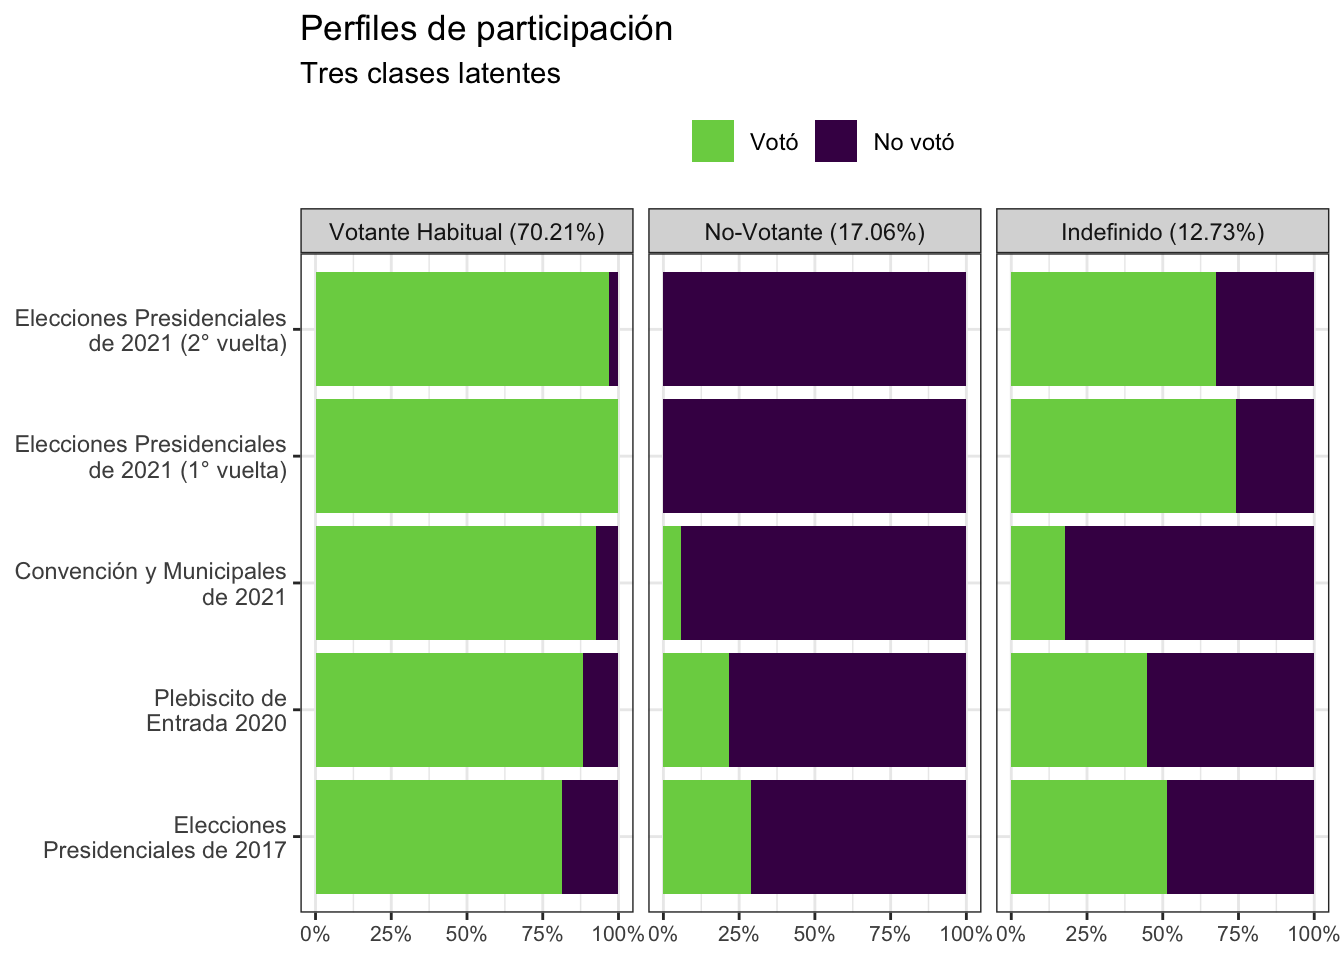 Perfiles de participación
Tres clases latentes
Votó
No votó
Votante Habitual (70.21%)
No-Votante (17.06%)
Indefinido (12.73%)
Elecciones Presidenciales
de 2021 (2° vuelta)
Elecciones Presidenciales
de 2021 (1° vuelta)
Convención y Municipales
de 2021
Plebiscito de
Entrada 2020
Elecciones
Presidenciales de 2017
0% 25% 50% 75% 100%
0% 25% 50% 75% 100%
0% 25% 50% 75% 100%